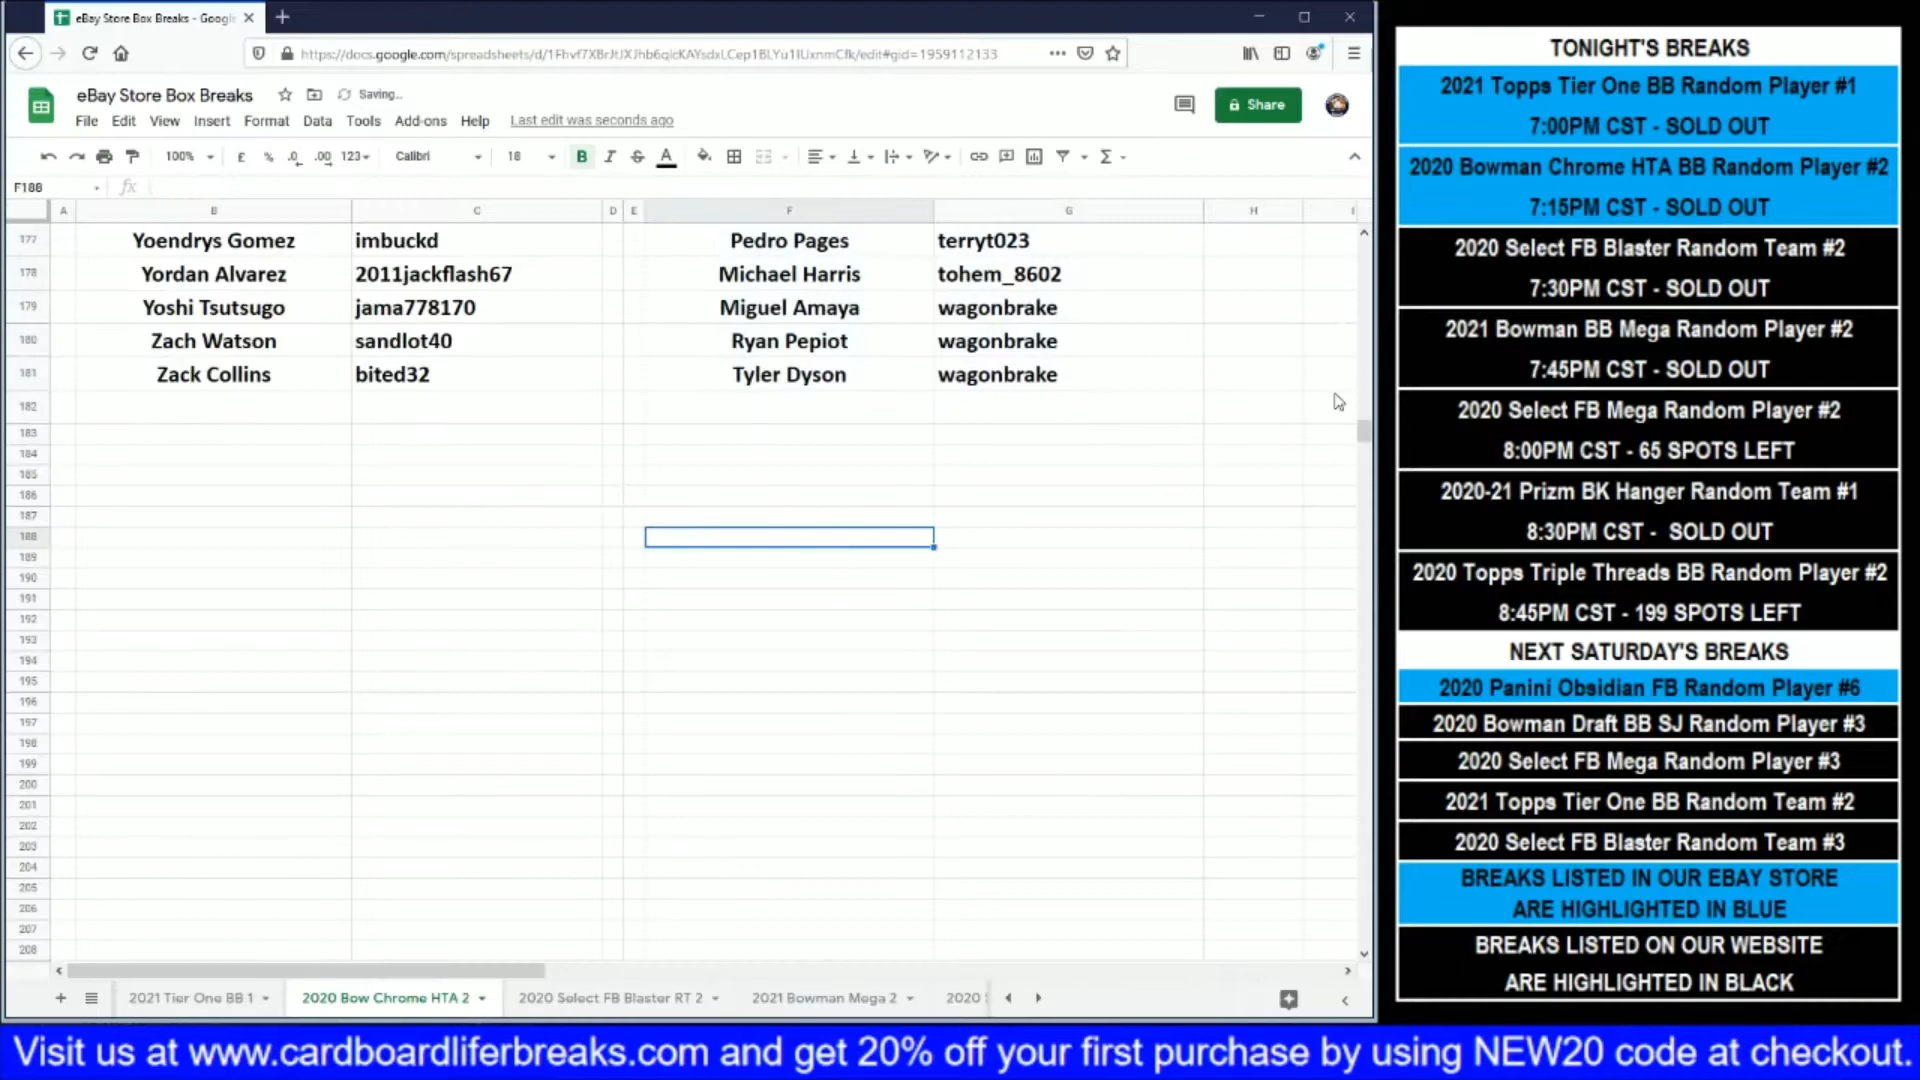 eBay Store Box Breaks - Google
https://docs.google.com/spreadsheets/d/
eBay Store Box Breaks
Saving...
Share
File Edit View Insert Format Data Tools Add-ons Help Last edit was seconds ago
100% £ % .0 .00 123 Calibri 18 B I S A
F188 fx
A B C D E F G H I
177 Yoendrys Gomez imbuckd Pedro Pages terryt023
178 Yordan Alvarez 2011jackflash67 Michael Harris tohem_8602
179 Yoshi Tsutsugo jama778170 Miguel Amaya wagonbrake
180 Zach Watson sandlot40 Ryan Pepiot wagonbrake
181 Zack Collins bited32 Tyler Dyson wagonbrake
182
183
184
185
186
187
188
189
190
191
192
193
194
195
196
197
198
199
200
201
202
203
204
205
206
207
208
2021 Tier One BB 1 2020 Bow Chrome HTA 2 2020 Select FB Blaster RT 2 2021 Bowman Mega 2 2020
TONIGHT'S BREAKS
2021 Topps Tier One BB Random Player #1
7:00PM CST - SOLD OUT
2020 Bowman Chrome HTA BB Random Player #2
7:15PM CST - SOLD OUT
2020 Select FB Blaster Random Team #2
7:30PM CST - SOLD OUT
2021 Bowman BB Mega Random Player #2
7:45PM CST - SOLD OUT
2020 Select FB Mega Random Player #2
8:00PM CST - 65 SPOTS LEFT
2020-21 Prizm BK Hanger Random Team #1
8:30PM CST - SOLD OUT
2020 Topps Triple Threads BB Random Player #2
8:45PM CST - 199 SPOTS LEFT
NEXT SATURDAY'S BREAKS
2020 Panini Obsidian FB Random Player #6
2020 Bowman Draft BB SJ Random Player #3
2020 Select FB Mega Random Player #3
2021 Topps Tier One BB Random Team #2
2020 Select FB Blaster Random Team #3
BREAKS LISTED IN OUR EBAY STORE
ARE HIGHLIGHTED IN BLUE
BREAKS LISTED ON OUR WEBSITE
ARE HIGHLIGHTED IN BLACK
Visit us at www.cardboardliferbreaks.com and get 20% off your first purchase by using NEW20 code at checkout.